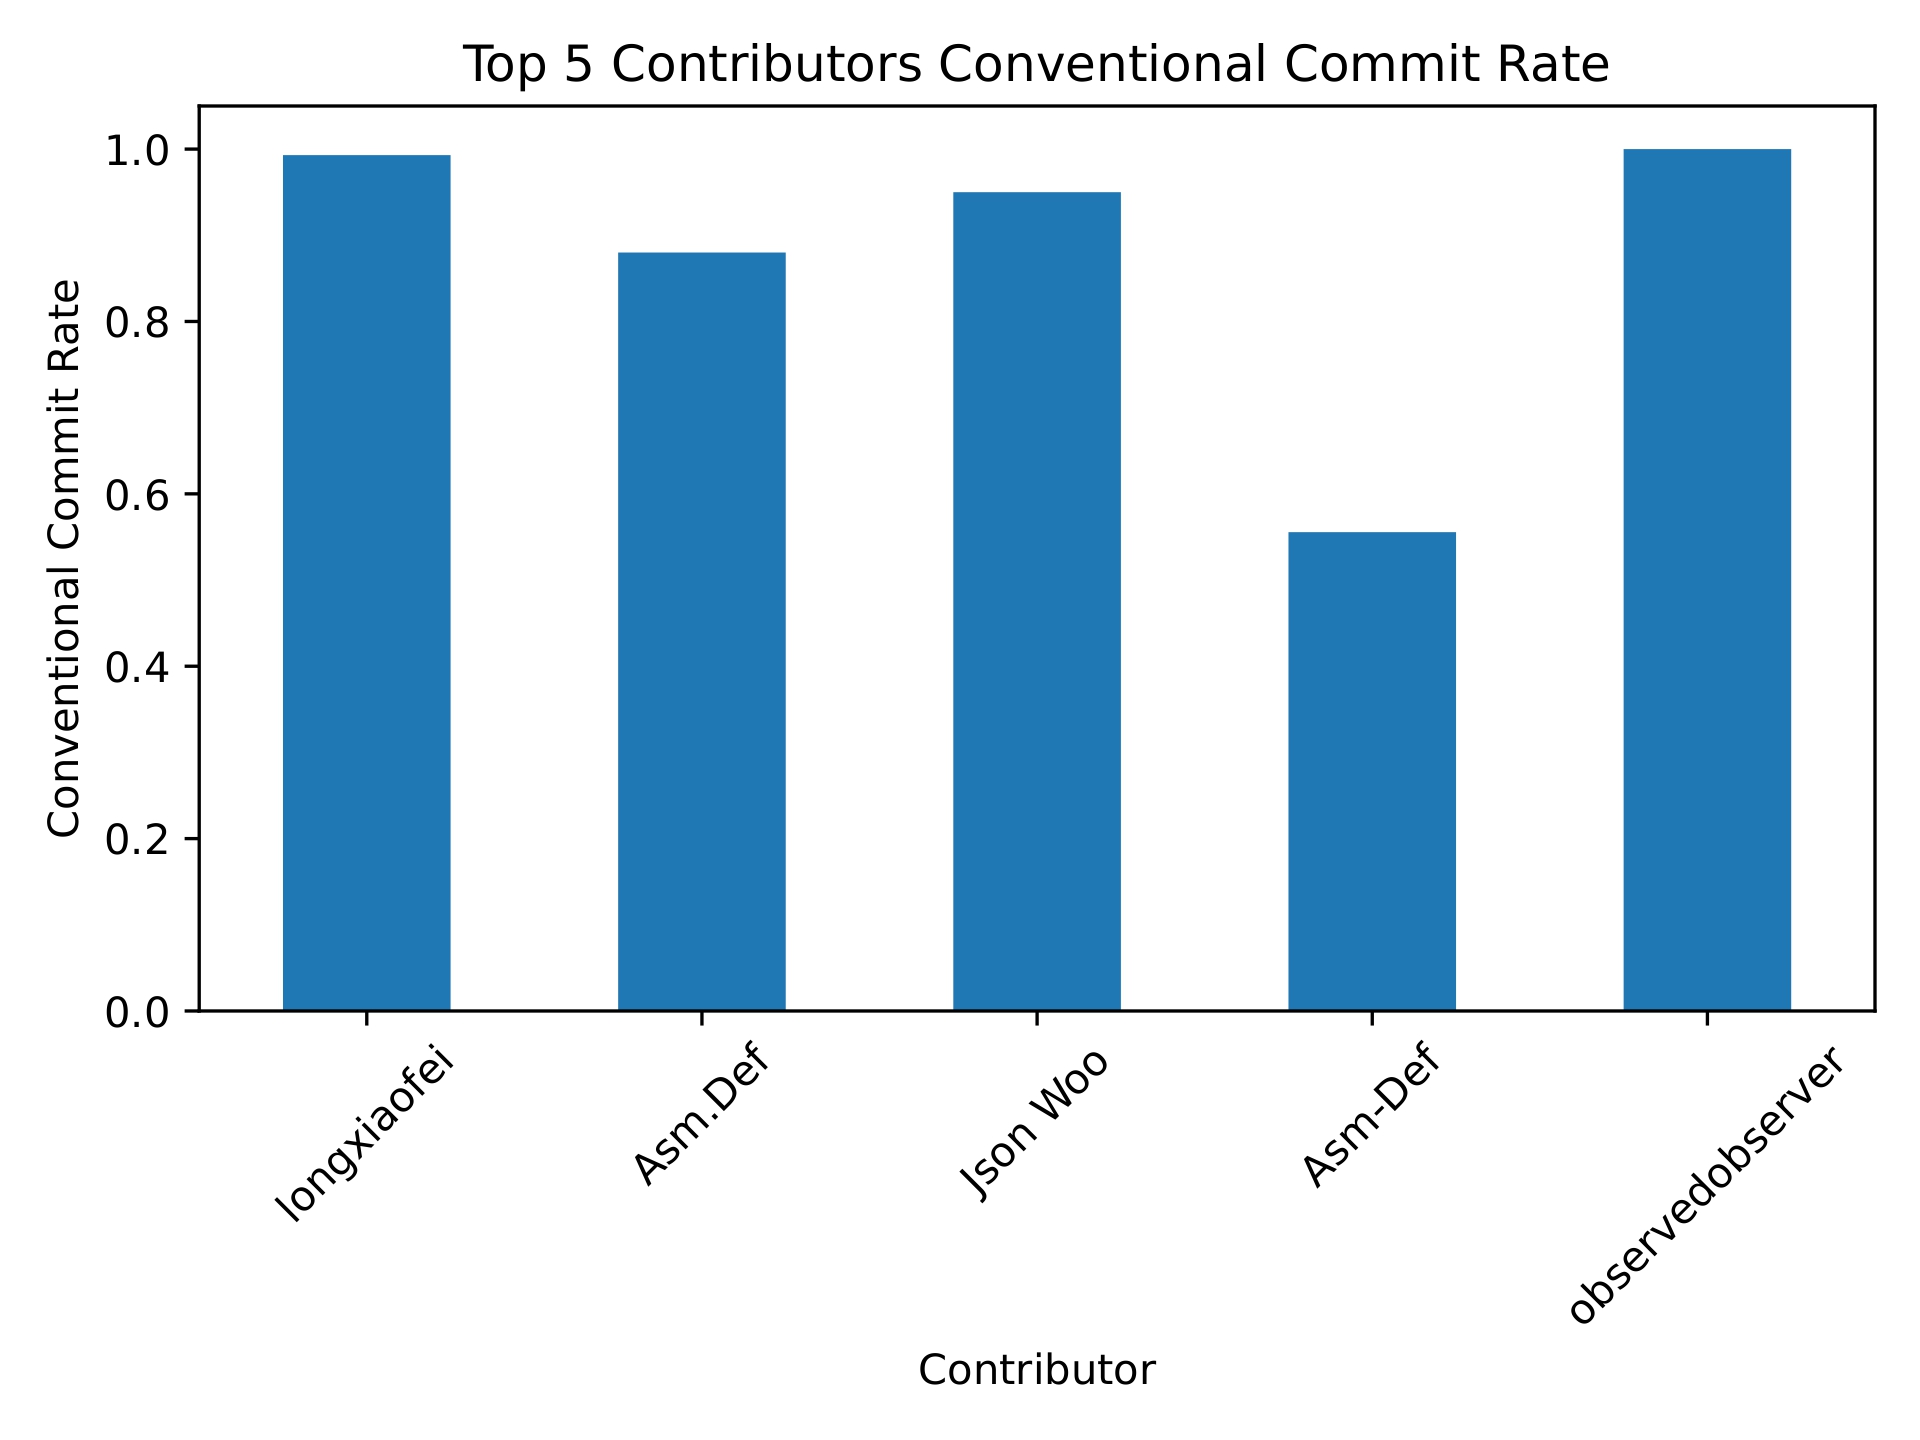 Top 5 Contributors Conventional Commit Rate
Conventional Commit Rate
1.0
0.8
0.6
0.4
0.2
0.0
longxiaofei
Asm.Def
Json Woo
Asm-Def
observedobserver
Contributor